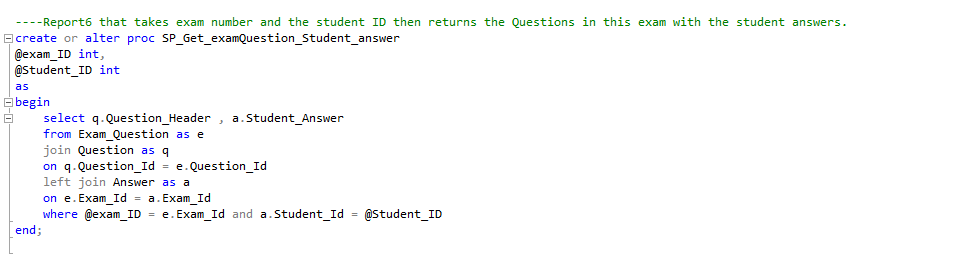 ----Report6 that takes exam number and the student ID then returns the Questions in this exam with the student answers.
create or alter proc SP_Get_examQuestion_Student_answer
@exam_ID int,
@Student_ID int
as
begin
select q.Question_Header , a.Student_Answer
from Exam_Question as e
join Question as q
on q.Question_Id = e.Question_Id
left join Answer as a
on e.Exam_Id = a.Exam_Id
where @exam_ID = e.Exam_Id and a.Student_Id = @Student_ID
end;